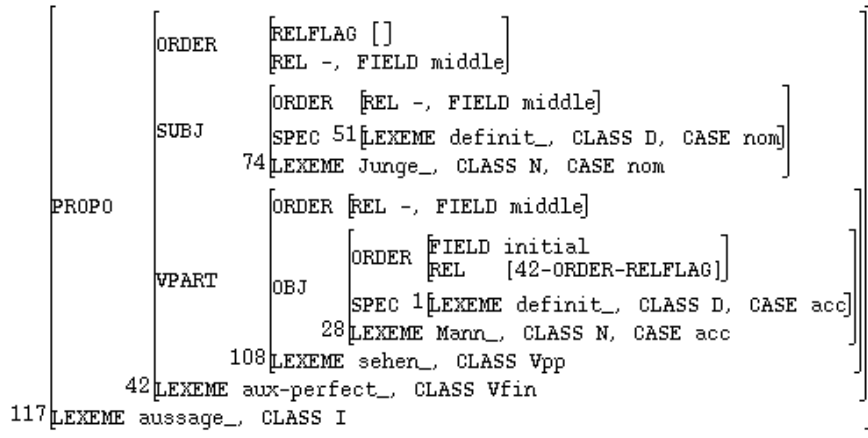 RELFLAG []
ORDER
REL -, FIELD middle
ORDER [REL -, FIELD middle]
SUBJ SPEC 51[LEXEME definit_, CLASS D, CASE nom]
74 LEXEME Junge_, CLASS N, CASE nom
PROPO ORDER [REL -, FIELD middle]
FIELD initial
ORDER
REL [42-ORDER-RELFLAG]
VPART OBJ
SPEC 1[LEXEME definit_, CLASS D, CASE acc]
28 LEXEME Mann_, CLASS N, CASE acc
108 LEXEME sehen_, CLASS Vpp
42 LEXEME aux-perfect_, CLASS Vfin
117 LEXEME aussage_, CLASS I